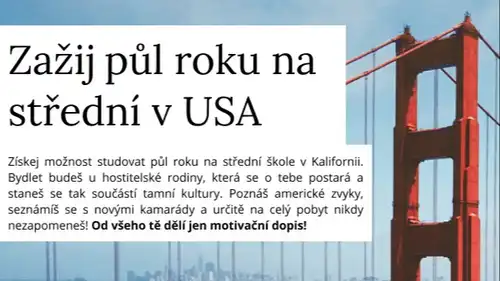 Zažij půl roku na
střední v USA
Získej možnost studovat půl roku na střední škole v Kalifornii.
Bydlet budeš u hostitelské rodiny, která se o tebe postará a
staneš se tak součástí tamní kultury. Poznáš americké zvyky,
seznámíš se s novými kamarády a určitě na celý pobyt nikdy
nezapomeneš! Od všeho tě dělí jen motivační dopis!